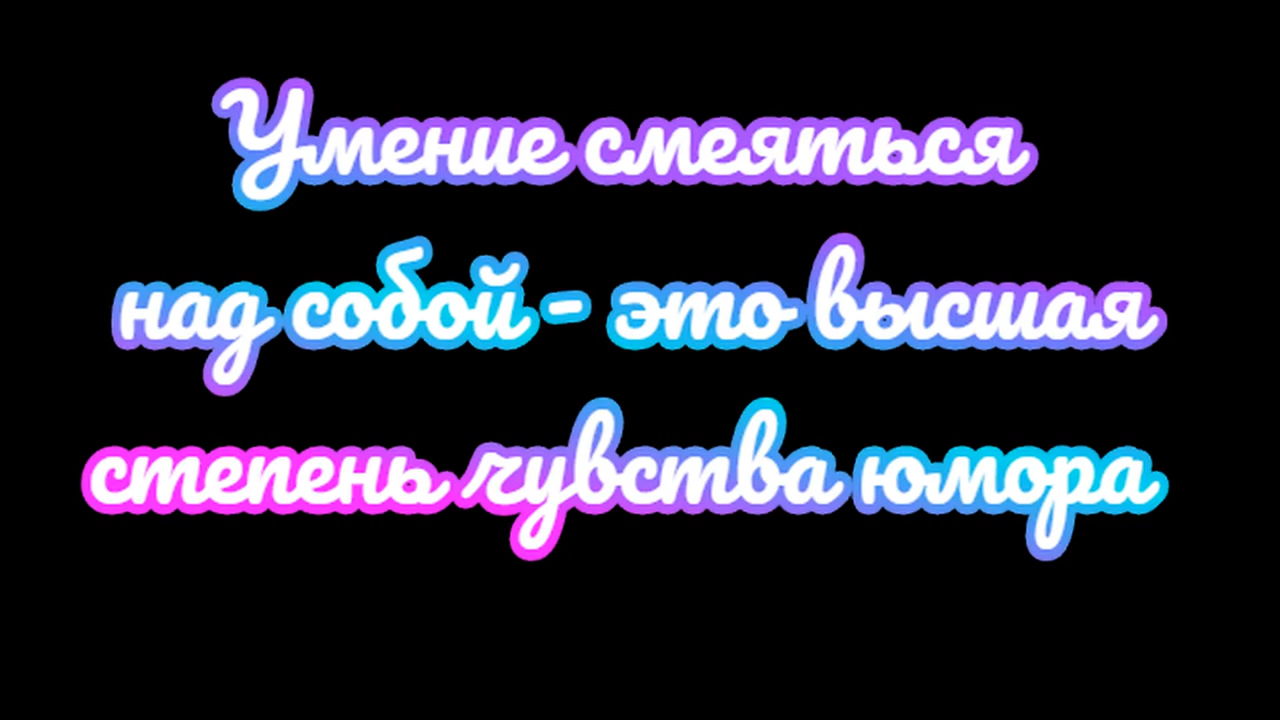 Умение смеяться
над собой - это высшая
степень чувства юмора